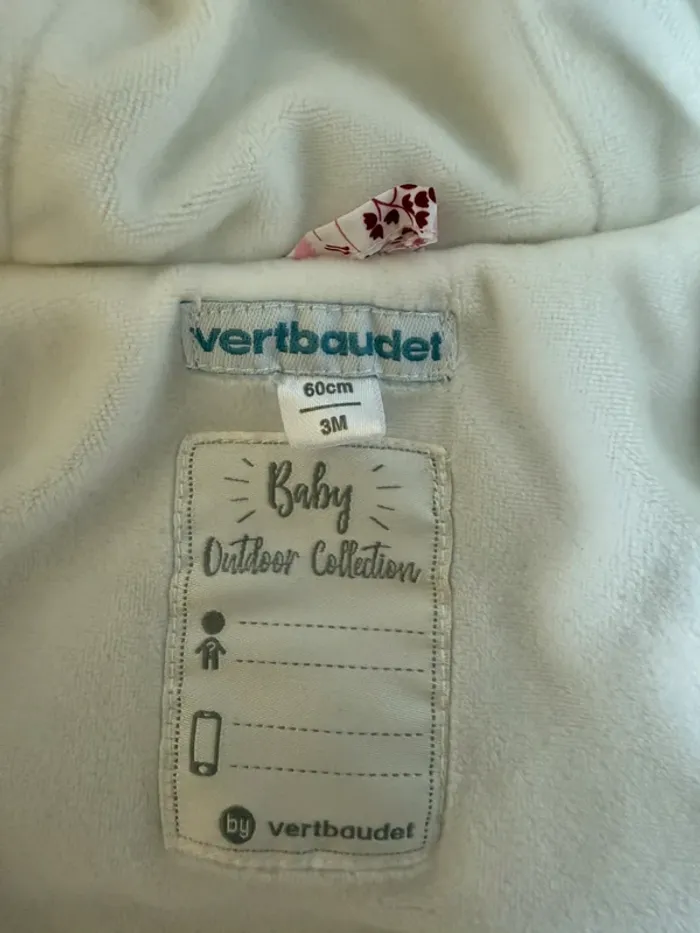 vertbaudet
60cm
3M
Baby
Outdoor Collection
by vertbaudet